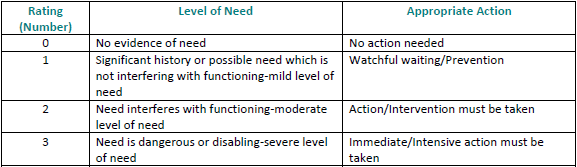 Rating Level of Need Appropriate Action
(Number)
0 No evidence of need No action needed
1 Significant history or possible need which is Watchful waiting/Prevention
not interfering with functioning-mild level of
need
2 Need interferes with functioning-moderate Action/Intervention must be taken
level of need
3 Need is dangerous or disabling-severe level Immediate/Intensive action must be
of need taken